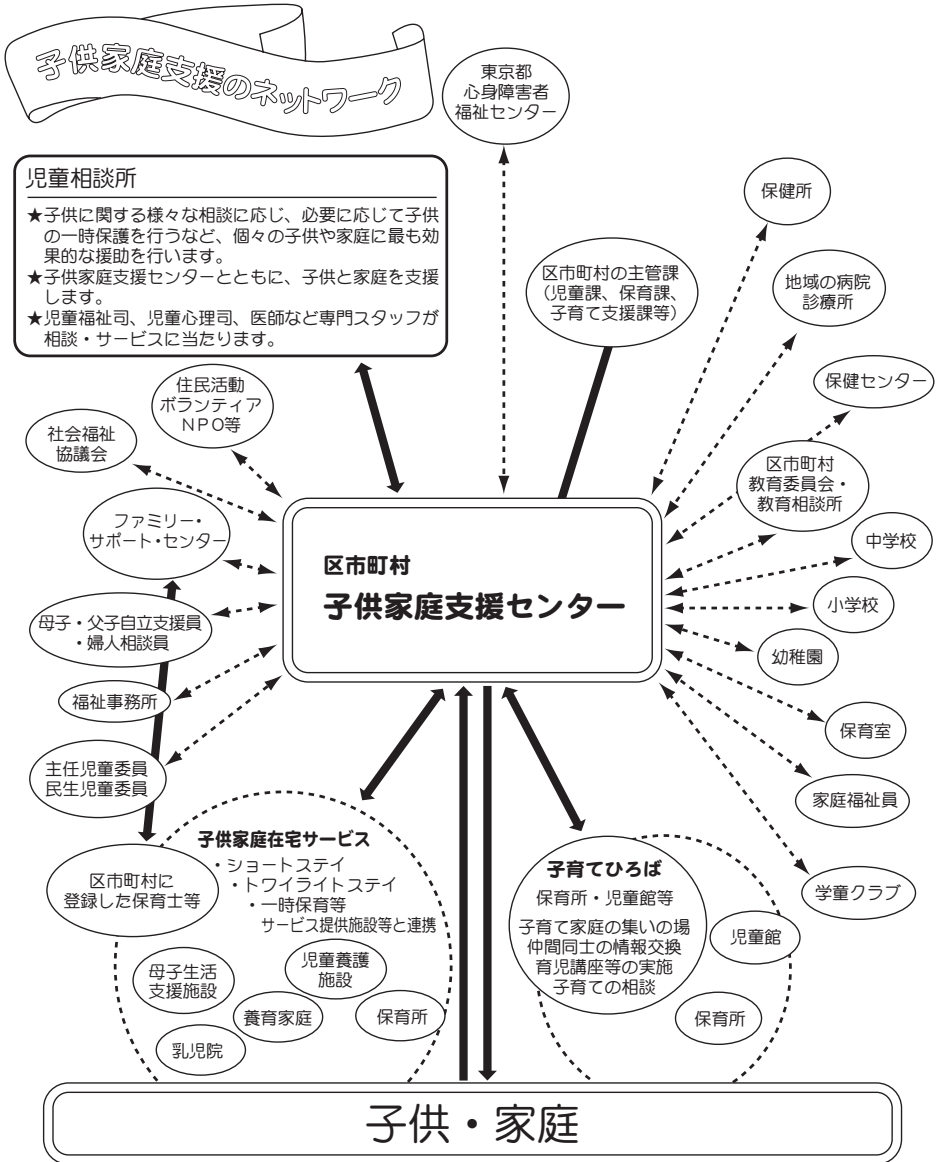 子供家庭支援のネットワーク
東京都
心身障害者
福祉センター
児童相談所
★子供に関する様々な相談に応じ、必要に応じて子供
の一時保護を行うなど、個々の子供や家庭に最も効
果的な援助を行います。
★子供家庭支援センターとともに、子供と家庭を支援
します。
★児童福祉司、児童心理司、医師など専門スタッフが
相談・サービスに当たります。
保健所
区市町村の主管課
（児童課、保育課、
子育て支援課等）
地域の病院
診療所
保健センター
住民活動
ボランティア
NPO等
社会福祉
協議会
区市町村
教育委員会・
教育相談所
ファミリー・
サポート・センター
中学校
区市町村
子供家庭支援センター
小学校
母子・父子自立支援員
・婦人相談員
幼稚園
福祉事務所
保育室
主任児童委員
民生児童委員
家庭福祉員
学童クラブ
子供家庭在宅サービス
・ショートステイ
・トワイライトステイ
・一時保育等
サービス提供施設等と連携
区市町村に
登録した保育士等
母子生活
支援施設
児童養護
施設
養育家庭
保育所
乳児院
子育てひろば
保育所・児童館等
子育て家庭の集いの場
仲間同士の情報交換
育児講座等の実施
子育ての相談
児童館
保育所
子供・家庭